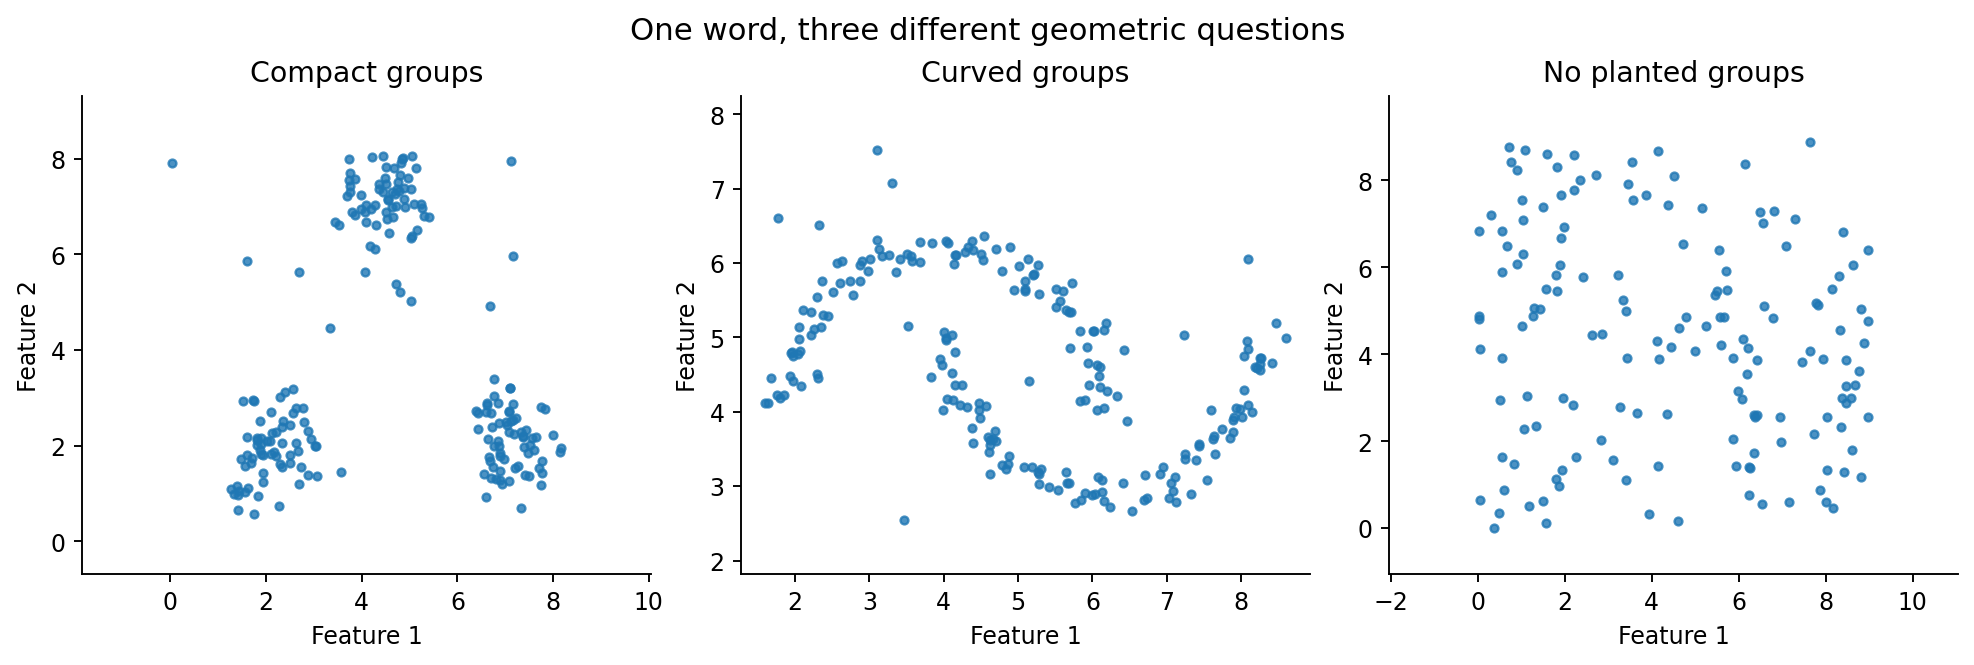 One word, three different geometric questions
Compact groups
Feature 2
8
6
4
2
0
0 2 4 6 8 10
Feature 1
Curved groups
Feature 2
8
7
6
5
4
3
2
2 3 4 5 6 7 8
Feature 1
No planted groups
Feature 2
8
6
4
2
0
−2 0 2 4 6 8 10
Feature 1